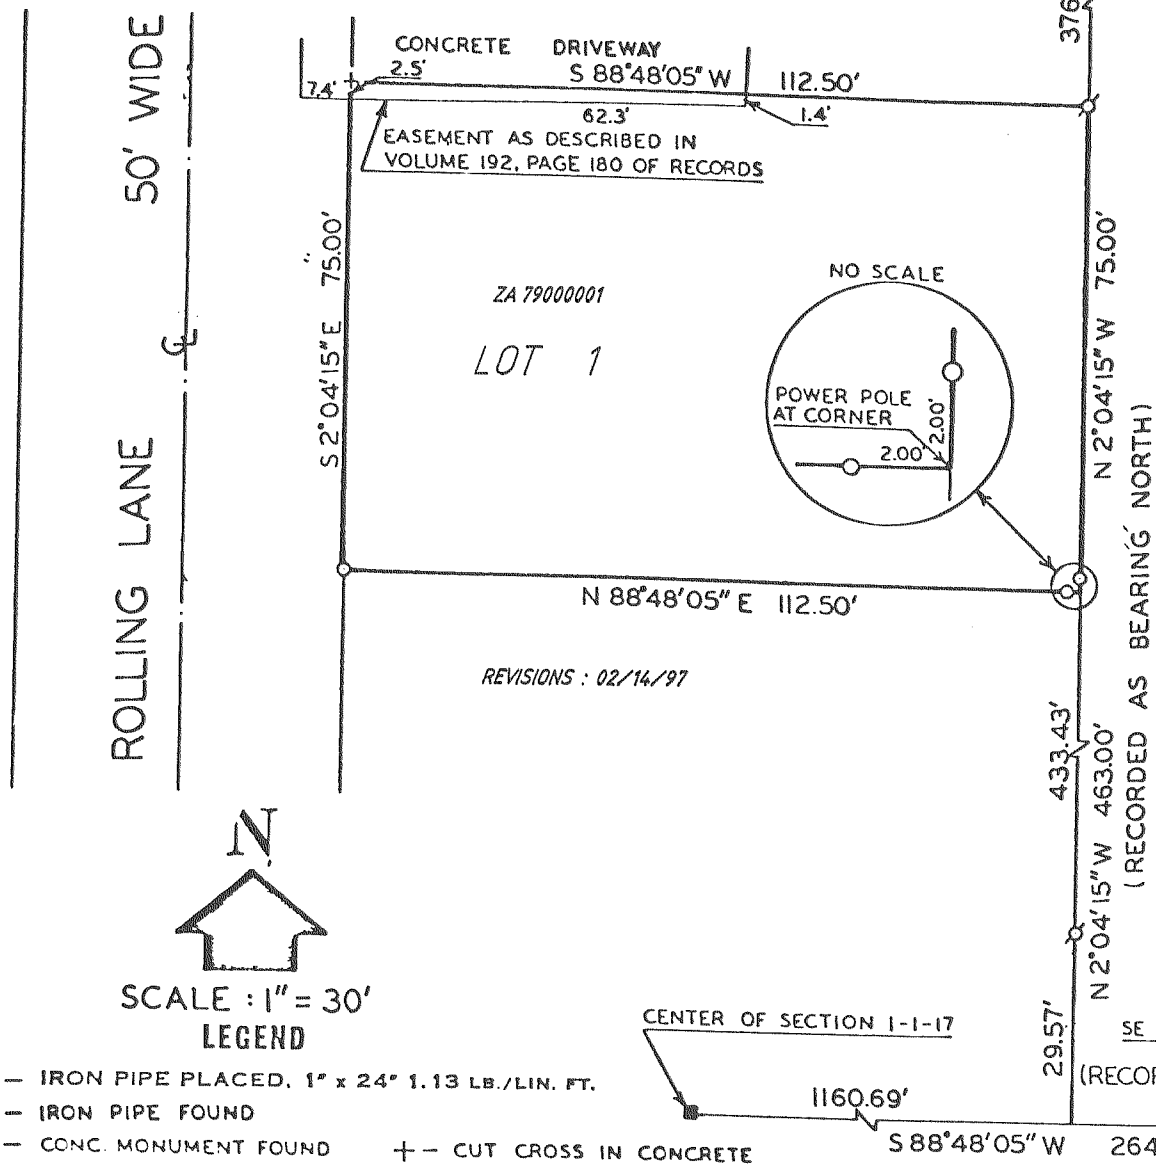 50' WIDE
ROLLING LANE
CONCRETE DRIVEWAY
S 88°48'05" W 112.50'
2.5'
7.4'
62.3'
1.4'
EASEMENT AS DESCRIBED IN
VOLUME 192, PAGE 180 OF RECORDS
376
S 2°04'15" E 75.00'
ZA 79000001
LOT 1
NO SCALE
POWER POLE
AT CORNER
2.00'
2.00'
N 2°04'15" W 75.00'
(RECORDED AS BEARING NORTH)
N 88°48'05" E 112.50'
REVISIONS : 02/14/97
433.43'
N 2°04'15" W 463.00'
29.57'
N
SCALE : 1" = 30'
LEGEND
– IRON PIPE PLACED, 1" x 24" 1.13 LB./LIN. FT.
– IRON PIPE FOUND
– CONC. MONUMENT FOUND + – CUT CROSS IN CONCRETE
CENTER OF SECTION 1-1-17
1160.69'
S 88°48'05" W 264
SE
(RECOR